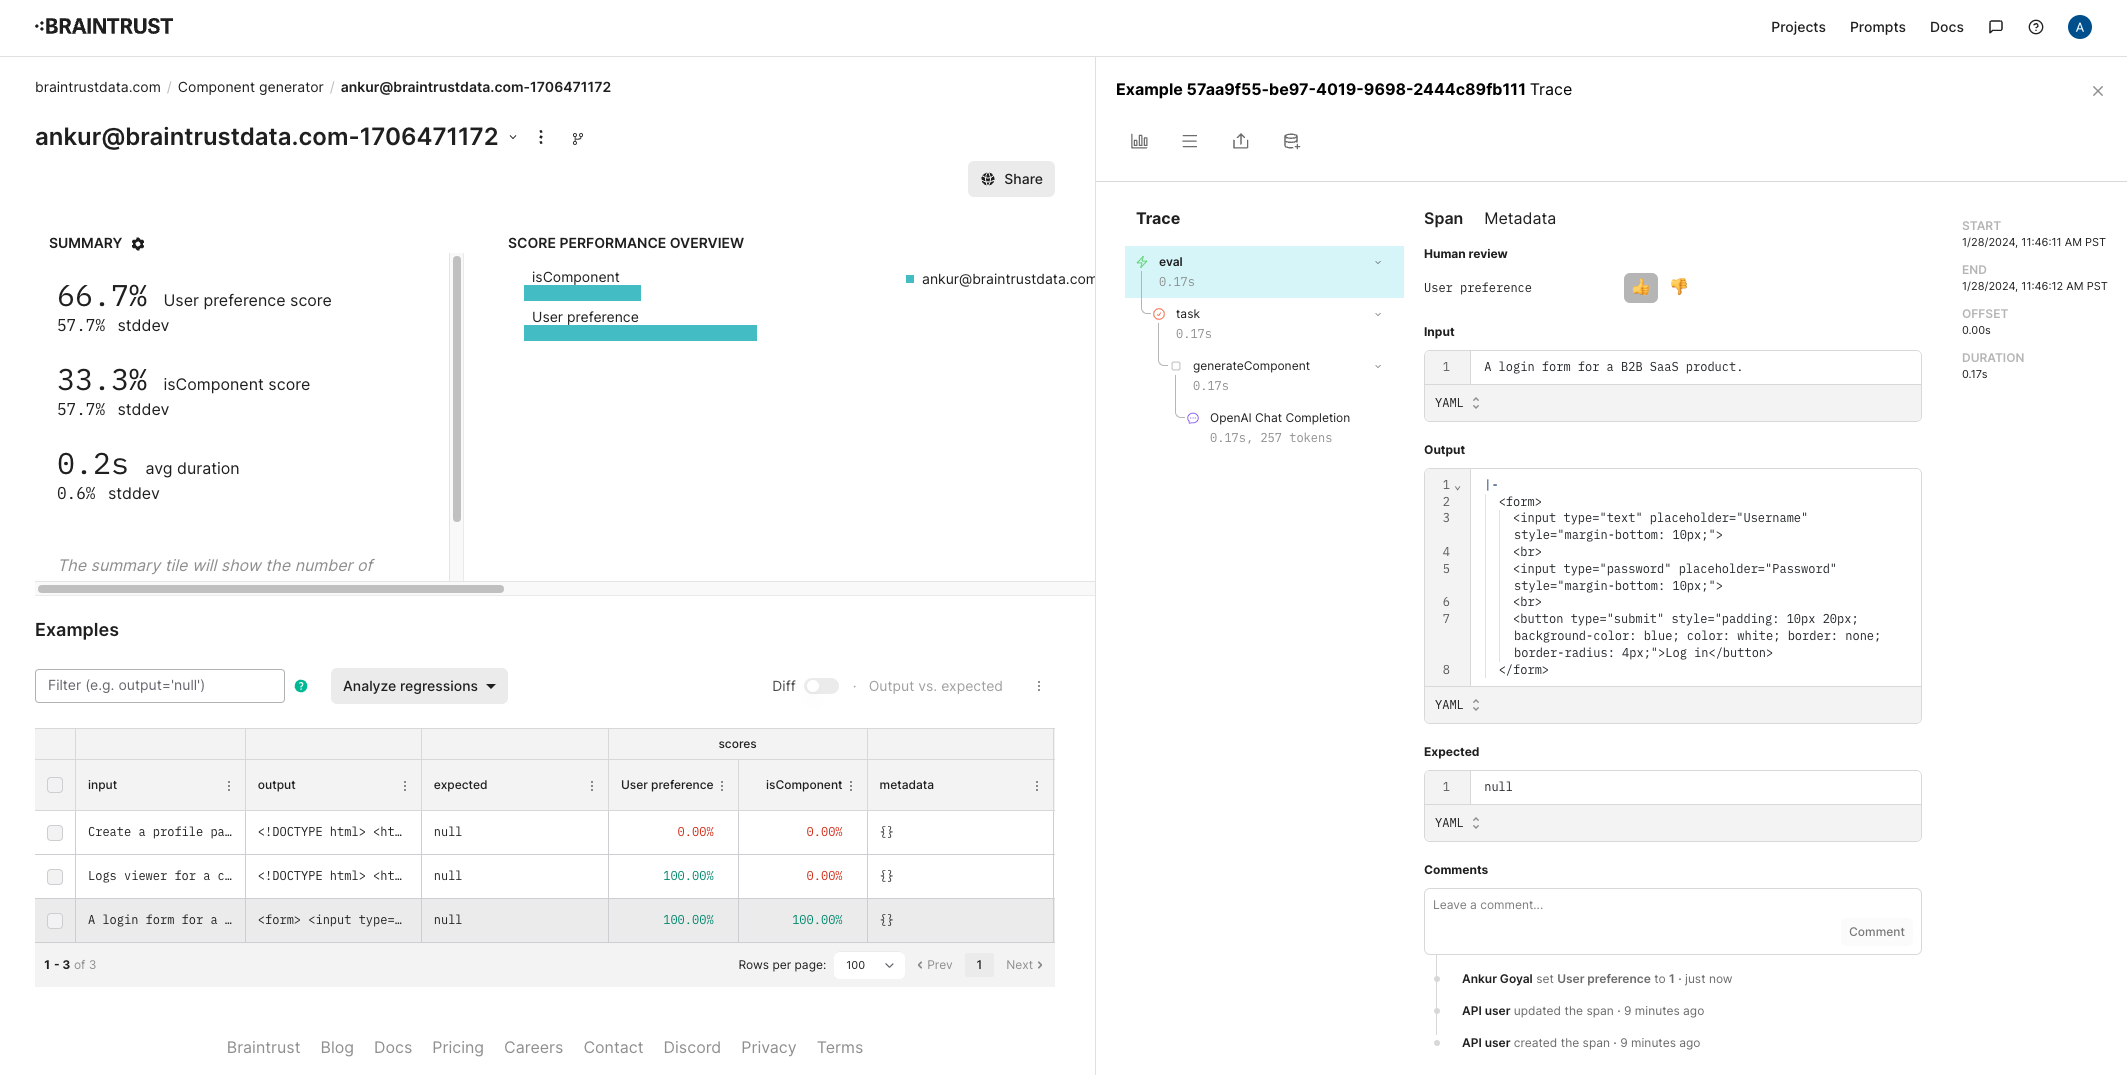 BRAINTRUST
Projects
Prompts
Docs
A
braintrustdata.com / Component generator / ankur@braintrustdata.com-1706471172
ankur@braintrustdata.com-1706471172
Share
SUMMARY
66.7% User preference score
57.7% stddev
33.3% isComponent score
57.7% stddev
0.2s avg duration
0.6% stddev
The summary tile will show the number of
SCORE PERFORMANCE OVERVIEW
isComponent
User preference
ankur@braintrustdata.com
Examples
Filter (e.g. output='null')
?
Analyze regressions
Diff · Output vs. expected
scores
input output expected User preference isComponent metadata
Create a profile pa… <!DOCTYPE html> <ht… null 0.00% 0.00% {}
Logs viewer for a c… <!DOCTYPE html> <ht… null 100.00% 0.00% {}
A login form for a … <form> <input type=… null 100.00% 100.00% {}
1 - 3 of 3
Rows per page: 100 Prev 1 Next
Braintrust Blog Docs Pricing Careers Contact Discord Privacy Terms
Example 57aa9f55-be97-4019-9698-2444c89fb111 Trace
Trace
eval
0.17s
task
0.17s
generateComponent
0.17s
OpenAI Chat Completion
0.17s, 257 tokens
Span Metadata
Human review
User preference
Input
1 A login form for a B2B SaaS product.
YAML
Output
1 |-
2 <form>
3 <input type="text" placeholder="Username"
style="margin-bottom: 10px;">
4 <br>
5 <input type="password" placeholder="Password"
style="margin-bottom: 10px;">
6 <br>
7 <button type="submit" style="padding: 10px 20px;
background-color: blue; color: white; border: none;
border-radius: 4px;">Log in</button>
8 </form>
YAML
Expected
1 null
YAML
Comments
Leave a comment...
Comment
Ankur Goyal set User preference to 1 · just now
API user updated the span · 9 minutes ago
API user created the span · 9 minutes ago
START
1/28/2024, 11:46:11 AM PST
END
1/28/2024, 11:46:12 AM PST
OFFSET
0.00s
DURATION
0.17s